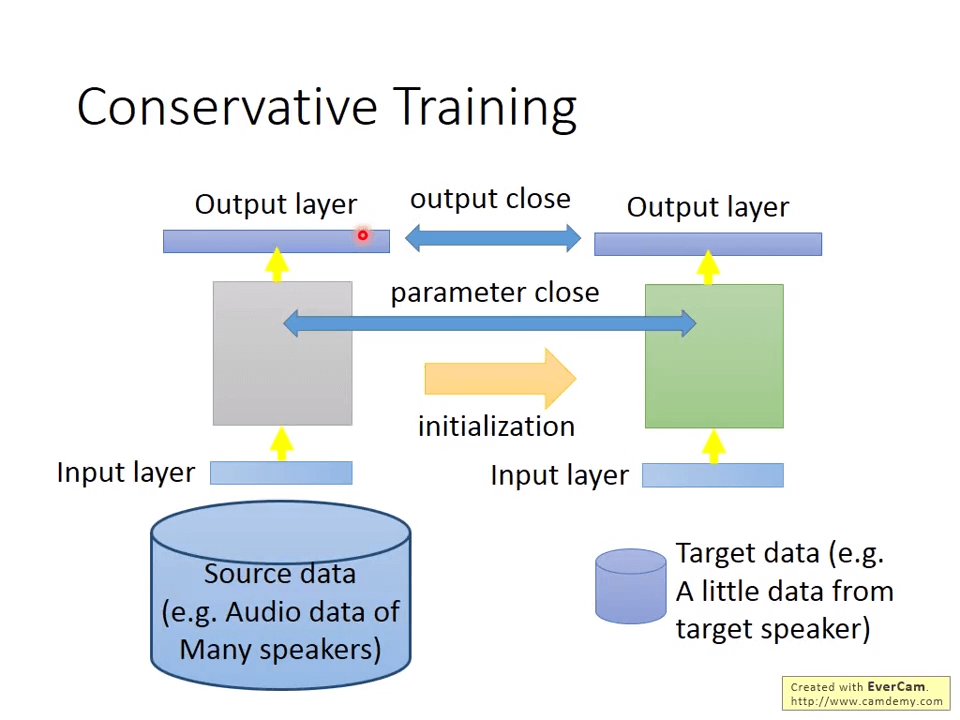 Conservative Training
Output layer
output close
Output layer
parameter close
initialization
Input layer
Input layer
Source data
(e.g. Audio data of
Many speakers)
Target data (e.g.
A little data from
target speaker)
Created with EverCam.
http://www.camdemy.com